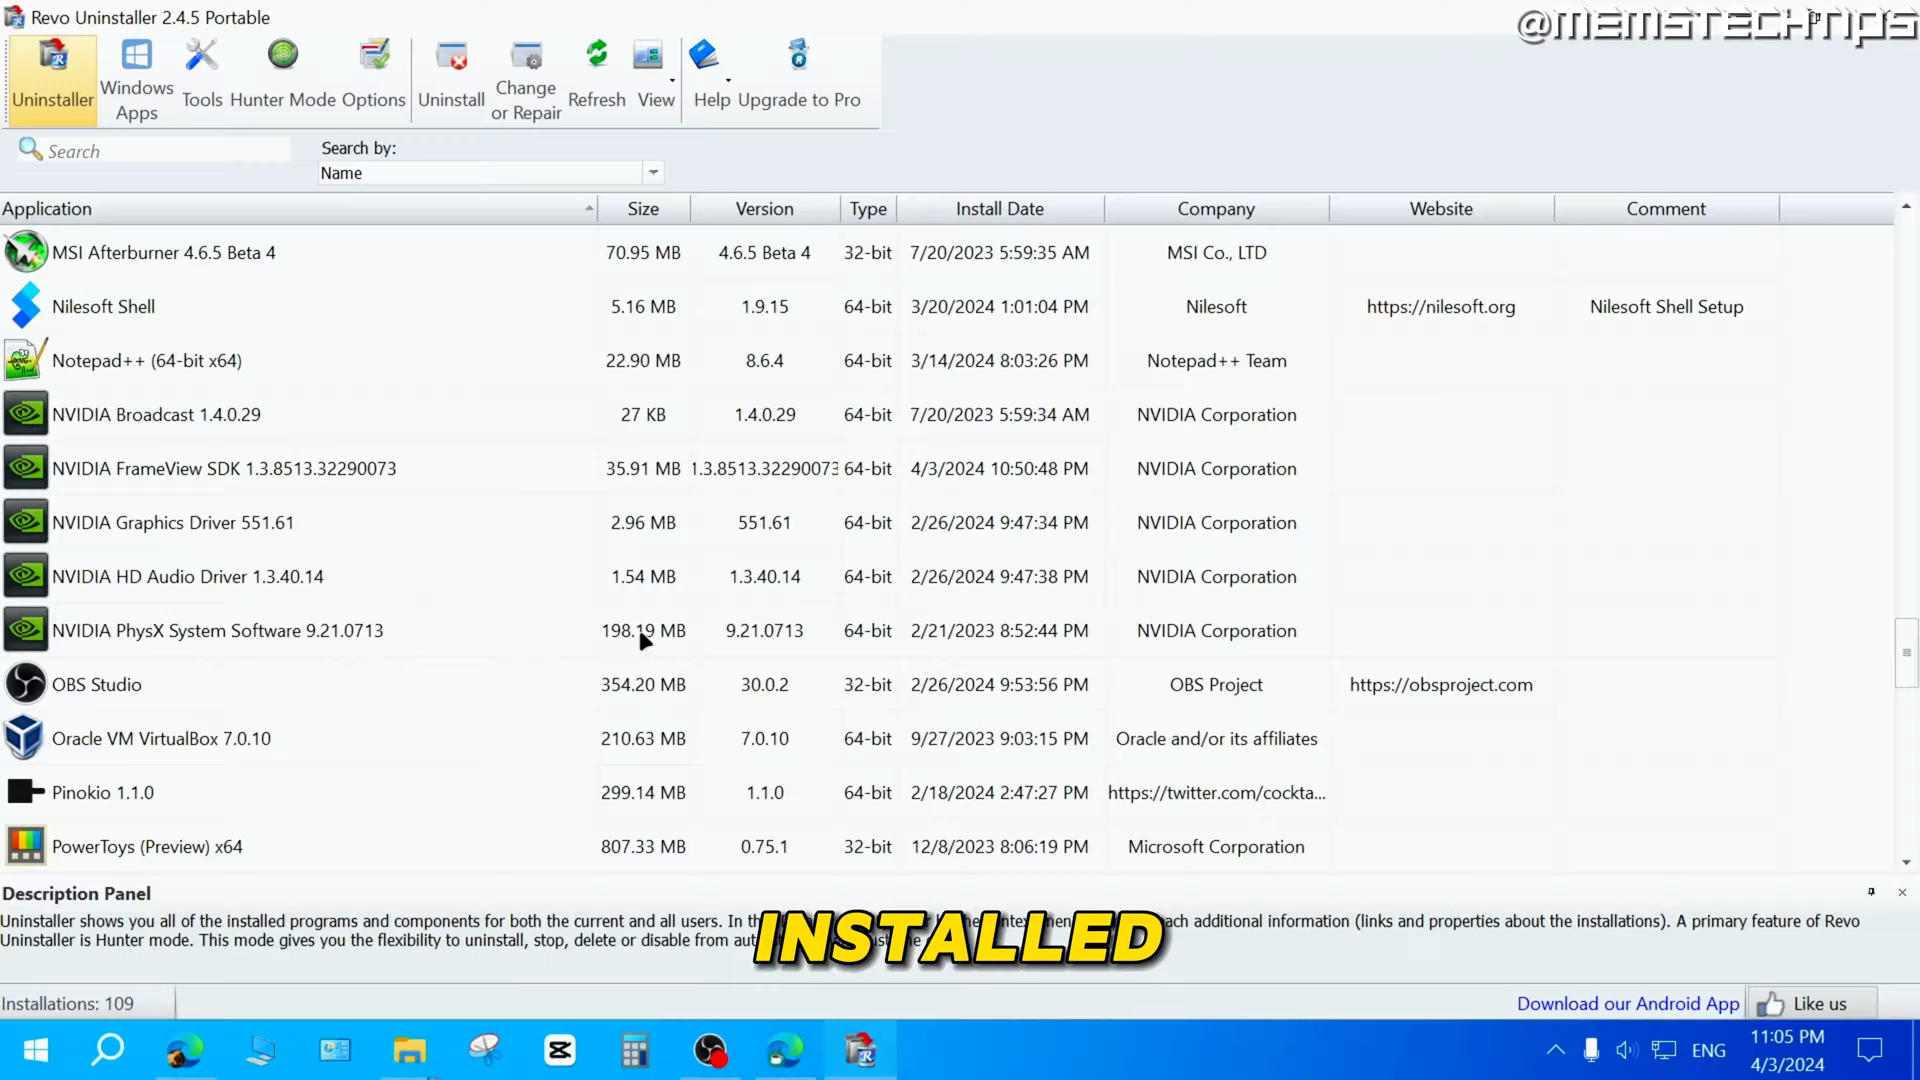 Revo Uninstaller 2.4.5 Portable
@MEMSTECHTIPS
Uninstaller Windows Apps Tools Hunter Mode Options Uninstall Change or Repair Refresh View Help Upgrade to Pro
Search
Search by:
Name
Application Size Version Type Install Date Company Website Comment
MSI Afterburner 4.6.5 Beta 4 70.95 MB 4.6.5 Beta 4 32-bit 7/20/2023 5:59:35 AM MSI Co., LTD
Nilesoft Shell 5.16 MB 1.9.15 64-bit 3/20/2024 1:01:04 PM Nilesoft https://nilesoft.org Nilesoft Shell Setup
Notepad++ (64-bit x64) 22.90 MB 8.6.4 64-bit 3/14/2024 8:03:26 PM Notepad++ Team
NVIDIA Broadcast 1.4.0.29 27 KB 1.4.0.29 64-bit 7/20/2023 5:59:34 AM NVIDIA Corporation
NVIDIA FrameView SDK 1.3.8513.32290073 35.91 MB 1.3.8513.32290073 64-bit 4/3/2024 10:50:48 PM NVIDIA Corporation
NVIDIA Graphics Driver 551.61 2.96 MB 551.61 64-bit 2/26/2024 9:47:34 PM NVIDIA Corporation
NVIDIA HD Audio Driver 1.3.40.14 1.54 MB 1.3.40.14 64-bit 2/26/2024 9:47:38 PM NVIDIA Corporation
NVIDIA PhysX System Software 9.21.0713 198.19 MB 9.21.0713 64-bit 2/21/2023 8:52:44 PM NVIDIA Corporation
OBS Studio 354.20 MB 30.0.2 32-bit 2/26/2024 9:53:56 PM OBS Project https://obsproject.com
Oracle VM VirtualBox 7.0.10 210.63 MB 7.0.10 64-bit 9/27/2023 9:03:15 PM Oracle and/or its affiliates
Pinokio 1.1.0 299.14 MB 1.1.0 64-bit 2/18/2024 2:47:27 PM https://twitter.com/cockta...
PowerToys (Preview) x64 807.33 MB 0.75.1 32-bit 12/8/2023 8:06:19 PM Microsoft Corporation
Description Panel
Uninstaller shows you all of the installed programs and components for both the current and all users. In additional information (links and properties about the installations). A primary feature of Revo
Uninstaller is Hunter mode. This mode gives you the flexibility to uninstall, stop, delete or disable from
INSTALLED
Installations: 109
Download our Android App Like us
ENG
11:05 PM
4/3/2024